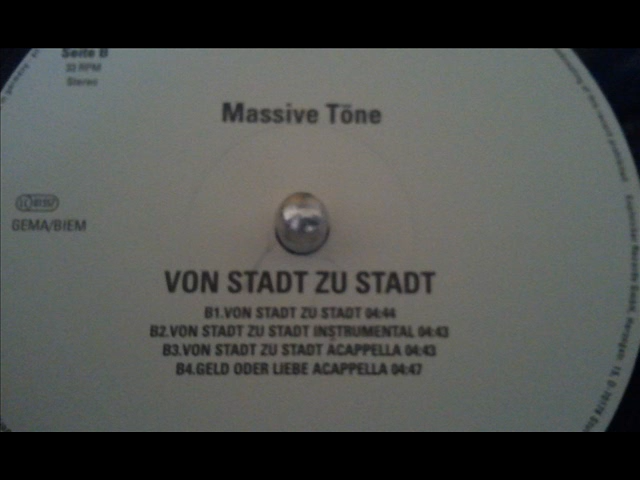 Seite B
33 RPM
Stereo
Massive Töne
GEMA/BIEM
VON STADT ZU STADT
B1.VON STADT ZU STADT 04:44
B2.VON STADT ZU STADT INSTRUMENTAL 04:43
B3.VON STADT ZU STADT ACAPPELLA 04:43
B4.GELD ODER LIEBE ACAPPELLA 04:47